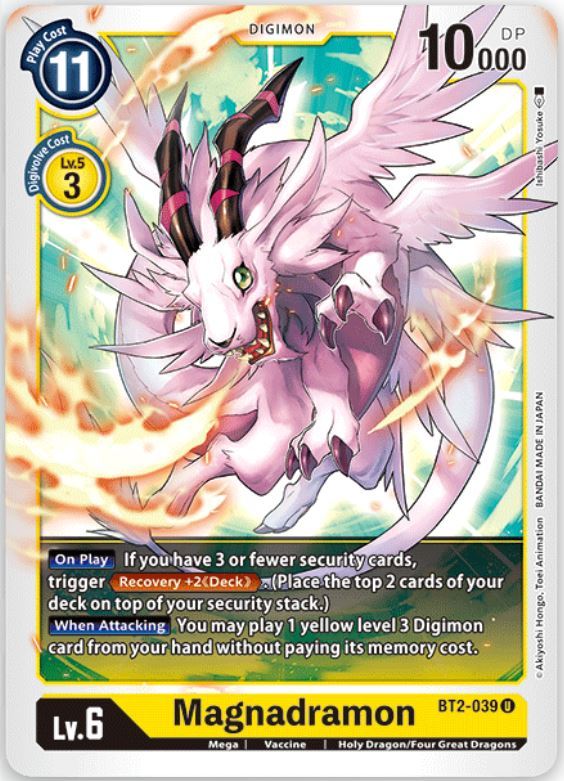 DIGIMON
Play Cost
11
10000
DP
Digivolve Cost
Lv.5
3
Ishibashi Yosuke
© Akiyoshi Hongo, Toei Animation BANDAI MADE IN JAPAN
On Play If you have 3 or fewer security cards,
trigger Recovery +2《Deck》. (Place the top 2 cards of your
deck on top of your security stack.)
When Attacking You may play 1 yellow level 3 Digimon
card from your hand without paying its memory cost.
Lv.6
Magnadramon
BT2-039 U
Mega | Vaccine | Holy Dragon/Four Great Dragons